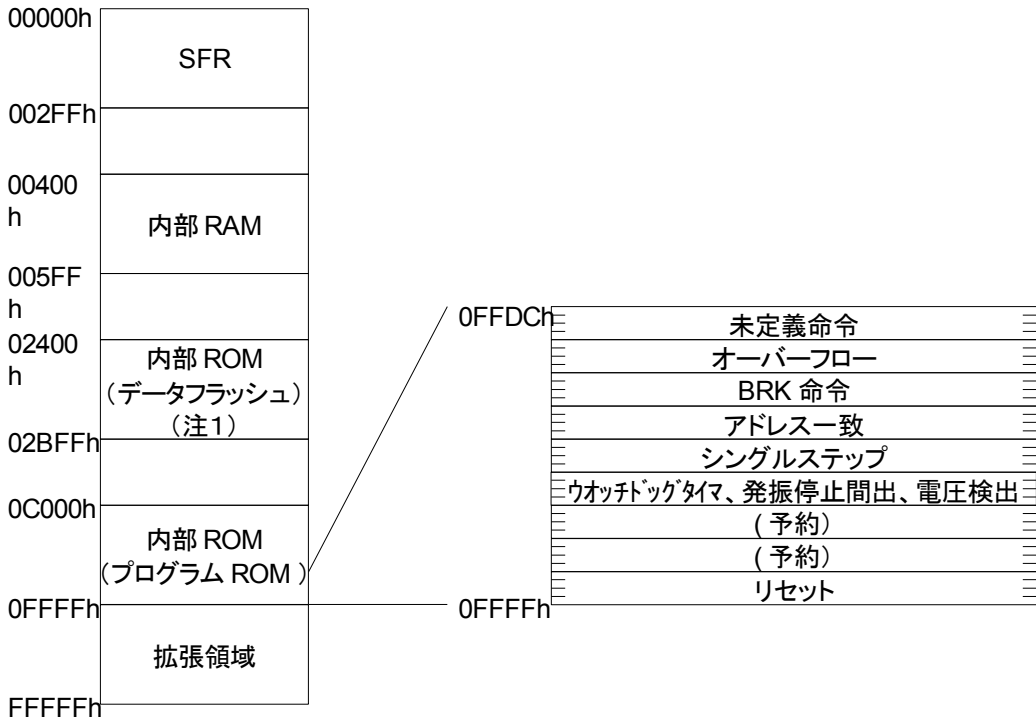 00000h
SFR
002FFh
00400
h
内部 RAM
005FF
h
02400
h
内部 ROM
(データフラッシュ)
(注1)
02BFFh
0C000h
内部 ROM
(プログラム ROM )
0FFFFh
拡張領域
FFFFFh
0FFDCh
未定義命令
オーバーフロー
BRK 命令
アドレス一致
シングルステップ
ウオッチドッグタイマ、発振停止間出、電圧検出
( 予約)
( 予約)
リセット
0FFFFh